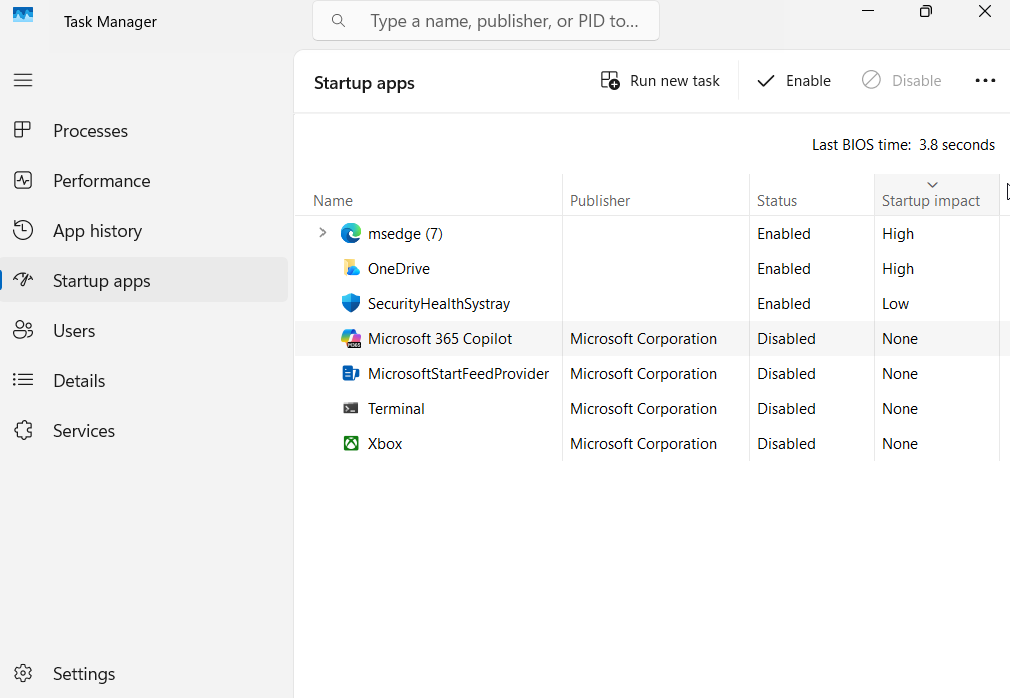 Task Manager
Type a name, publisher, or PID to...
Startup apps
Run new task
Enable
Disable
Processes
Performance
App history
Startup apps
Users
Details
Services
Settings
Last BIOS time: 3.8 seconds
Name Publisher Status Startup impact
msedge (7) Enabled High
OneDrive Enabled High
SecurityHealthSystray Enabled Low
Microsoft 365 Copilot Microsoft Corporation Disabled None
MicrosoftStartFeedProvider Microsoft Corporation Disabled None
Terminal Microsoft Corporation Disabled None
Xbox Microsoft Corporation Disabled None